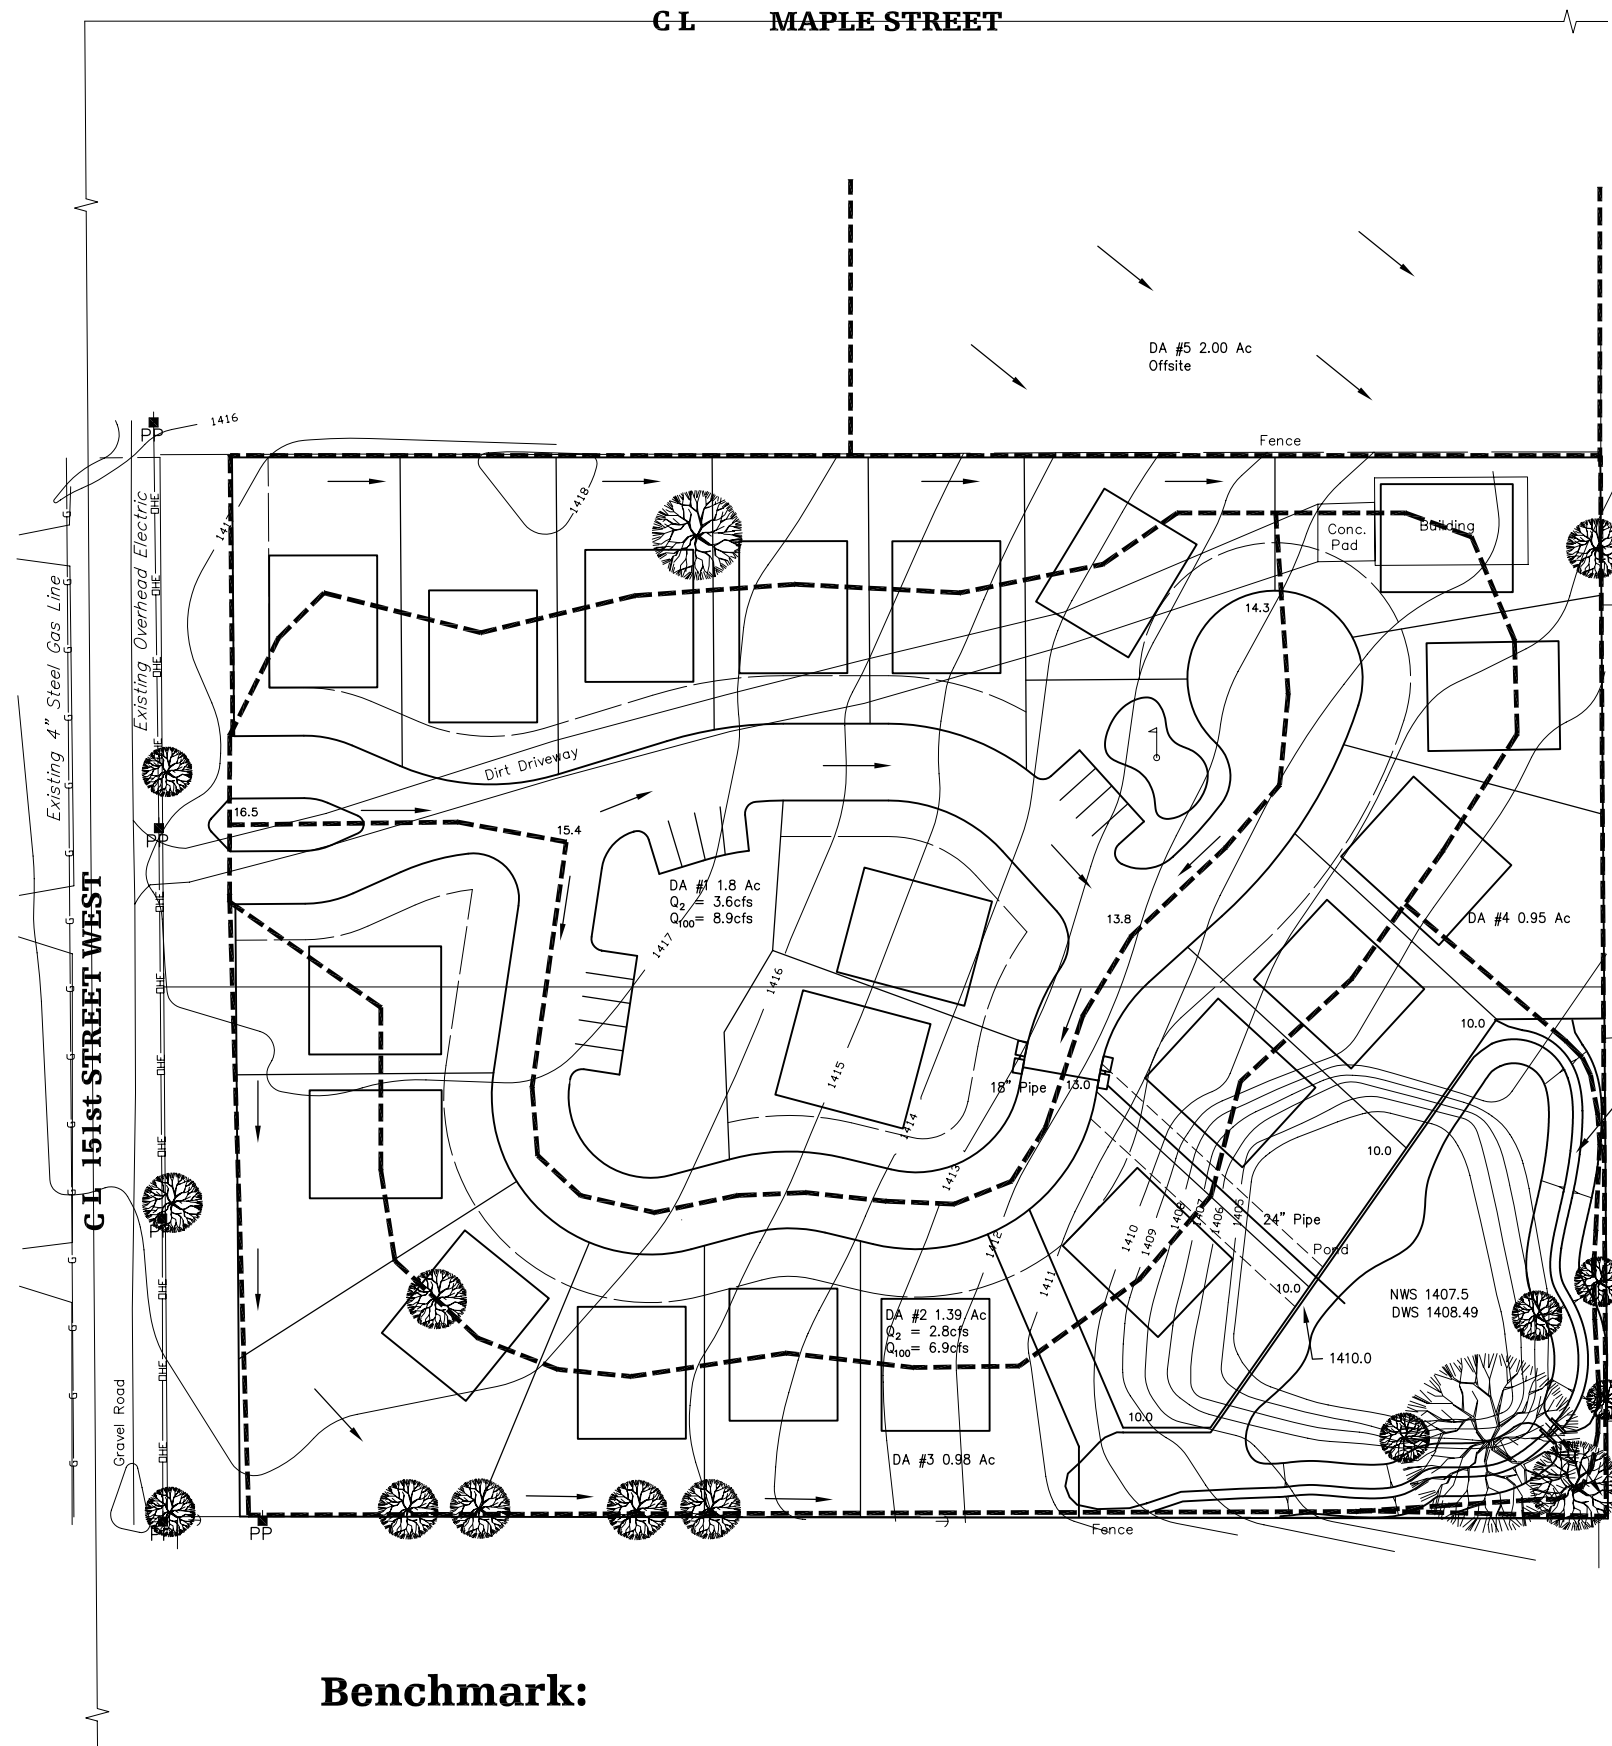 C L MAPLE STREET
DA #5 2.00 Ac
Offsite
1416
PP
Fence
1417
1418
OHE
Existing Overhead Electric
Existing 4" Steel Gas Line
G
Conc.
Pad
Building
14.3
Dirt Driveway
16.5
15.4
PP
DA #1 1.8 Ac
Q2 = 3.6cfs
Q100= 8.9cfs
13.8
DA #4 0.95 Ac
1417
1416
C L 151st STREET WEST
10.0
1415
18" Pipe
13.0
1414
10.0
1413
1412
1411
1410
1409
1408
1407
1406
1405
24" Pipe
Pond
10.0
NWS 1407.5
DWS 1408.49
DA #2 1.39 Ac
Q2 = 2.8cfs
Q100= 6.9cfs
1410.0
10.0
Gravel Road
DA #3 0.98 Ac
PP
PP
Fence
Benchmark: